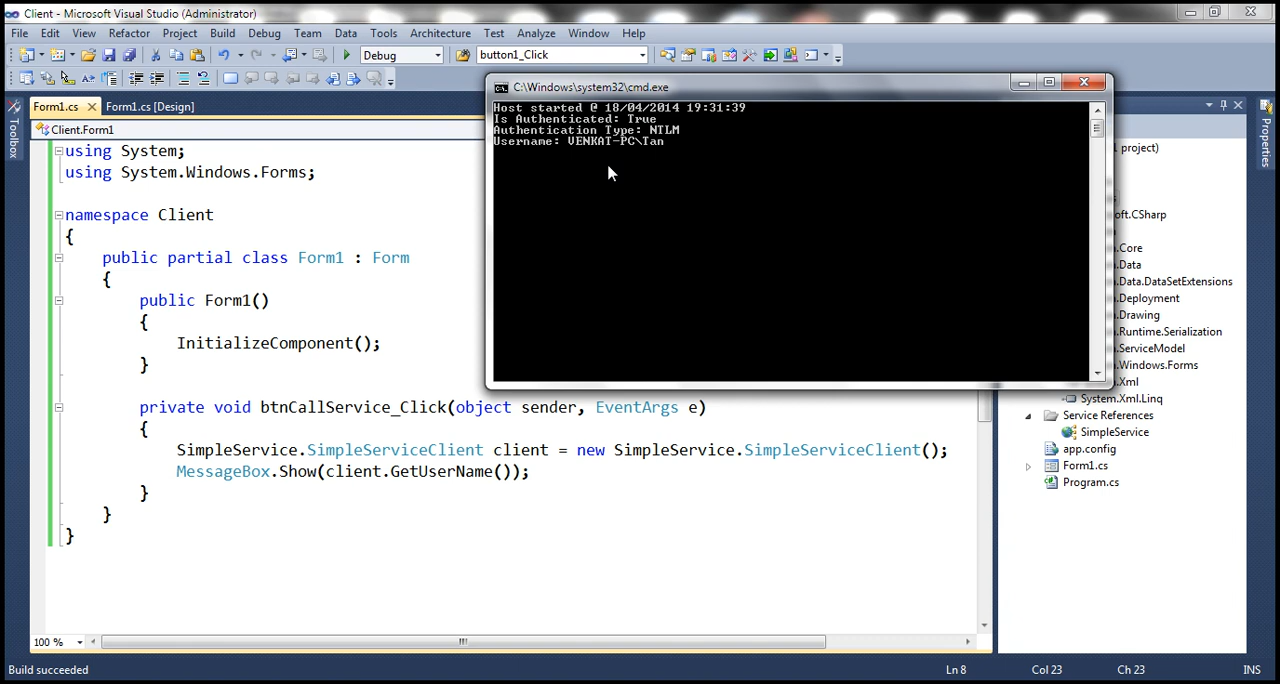 Client - Microsoft Visual Studio (Administrator)
File Edit View Refactor Project Build Debug Team Data Tools Architecture Test Analyze Window Help
Debug button1_Click
C:\Windows\system32\cmd.exe
Host started @ 18/04/2014 19:31:39
Is Authenticated: True
Authentication Type: NTLM
Username: VENKAT-PC\Tan
Form1.cs Form1.cs [Design]
Toolbox
Properties
Client.Form1
using System;
using System.Windows.Forms;
namespace Client
{
public partial class Form1 : Form
{
public Form1()
{
InitializeComponent();
}
private void btnCallService_Click(object sender, EventArgs e)
{
SimpleService.SimpleServiceClient client = new SimpleService.SimpleServiceClient();
MessageBox.Show(client.GetUserName());
}
}
}
project)
oft.CSharp
.Core
.Data
.Data.DataSetExtensions
.Deployment
.Drawing
.Runtime.Serialization
.ServiceModel
.Windows.Forms
.Xml
System.Xml.Linq
Service References
SimpleService
app.config
Form1.cs
Program.cs
100 %
Build succeeded Ln 8 Col 23 Ch 23 INS